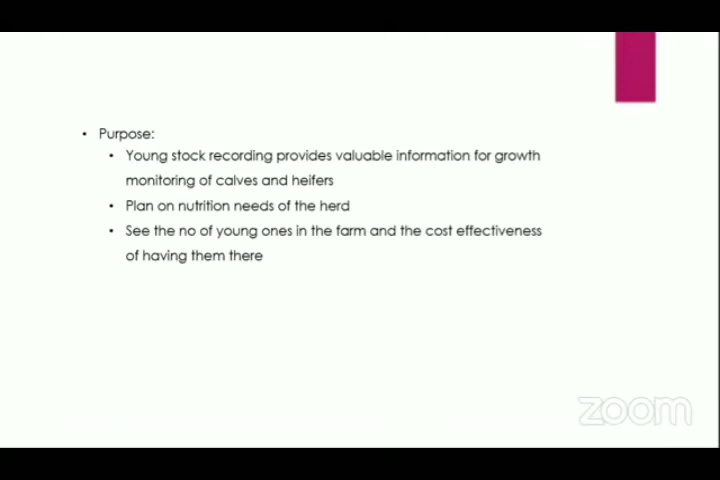 • Purpose:
• Young stock recording provides valuable information for growth
monitoring of calves and heifers
• Plan on nutrition needs of the herd
• See the no of young ones in the farm and the cost effectiveness
of having them there
zoom